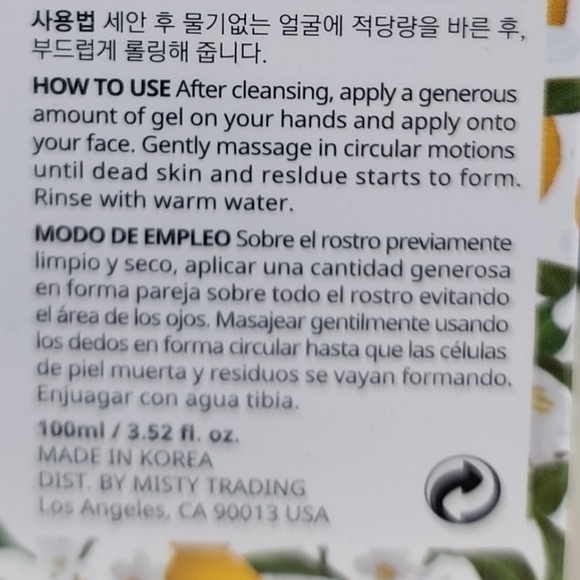 사용법 세안 후 물기없는 얼굴에 적당량을 바른 후,
부드럽게 롤링해 줍니다.
HOW TO USE After cleansing, apply a generous
amount of gel on your hands and apply onto
your face. Gently massage in circular motions
until dead skin and resldue starts to form.
Rinse with warm water.
MODO DE EMPLEO Sobre el rostro previamente
limpio y seco, aplicar una cantidad generosa
en forma pareja sobre todo el rostro evitando
el área de los ojos. Masajear gentilmente usando
los dedos en forma circular hasta que las células
de piel muerta y residuos se vayan formando.
Enjuagar con agua tibia.
100ml / 3.52 fl. oz.
MADE IN KOREA
DIST. BY MISTY TRADING
Los Angeles, CA 90013 USA